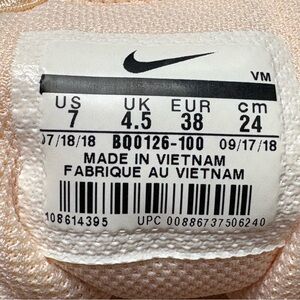 VM
US UK EUR cm
7 4.5 38 24
07/18/18 BQ0126-100 09/17/18
MADE IN VIETNAM
FABRIQUE AU VIETNAM
108614395 UPC 00886737506240